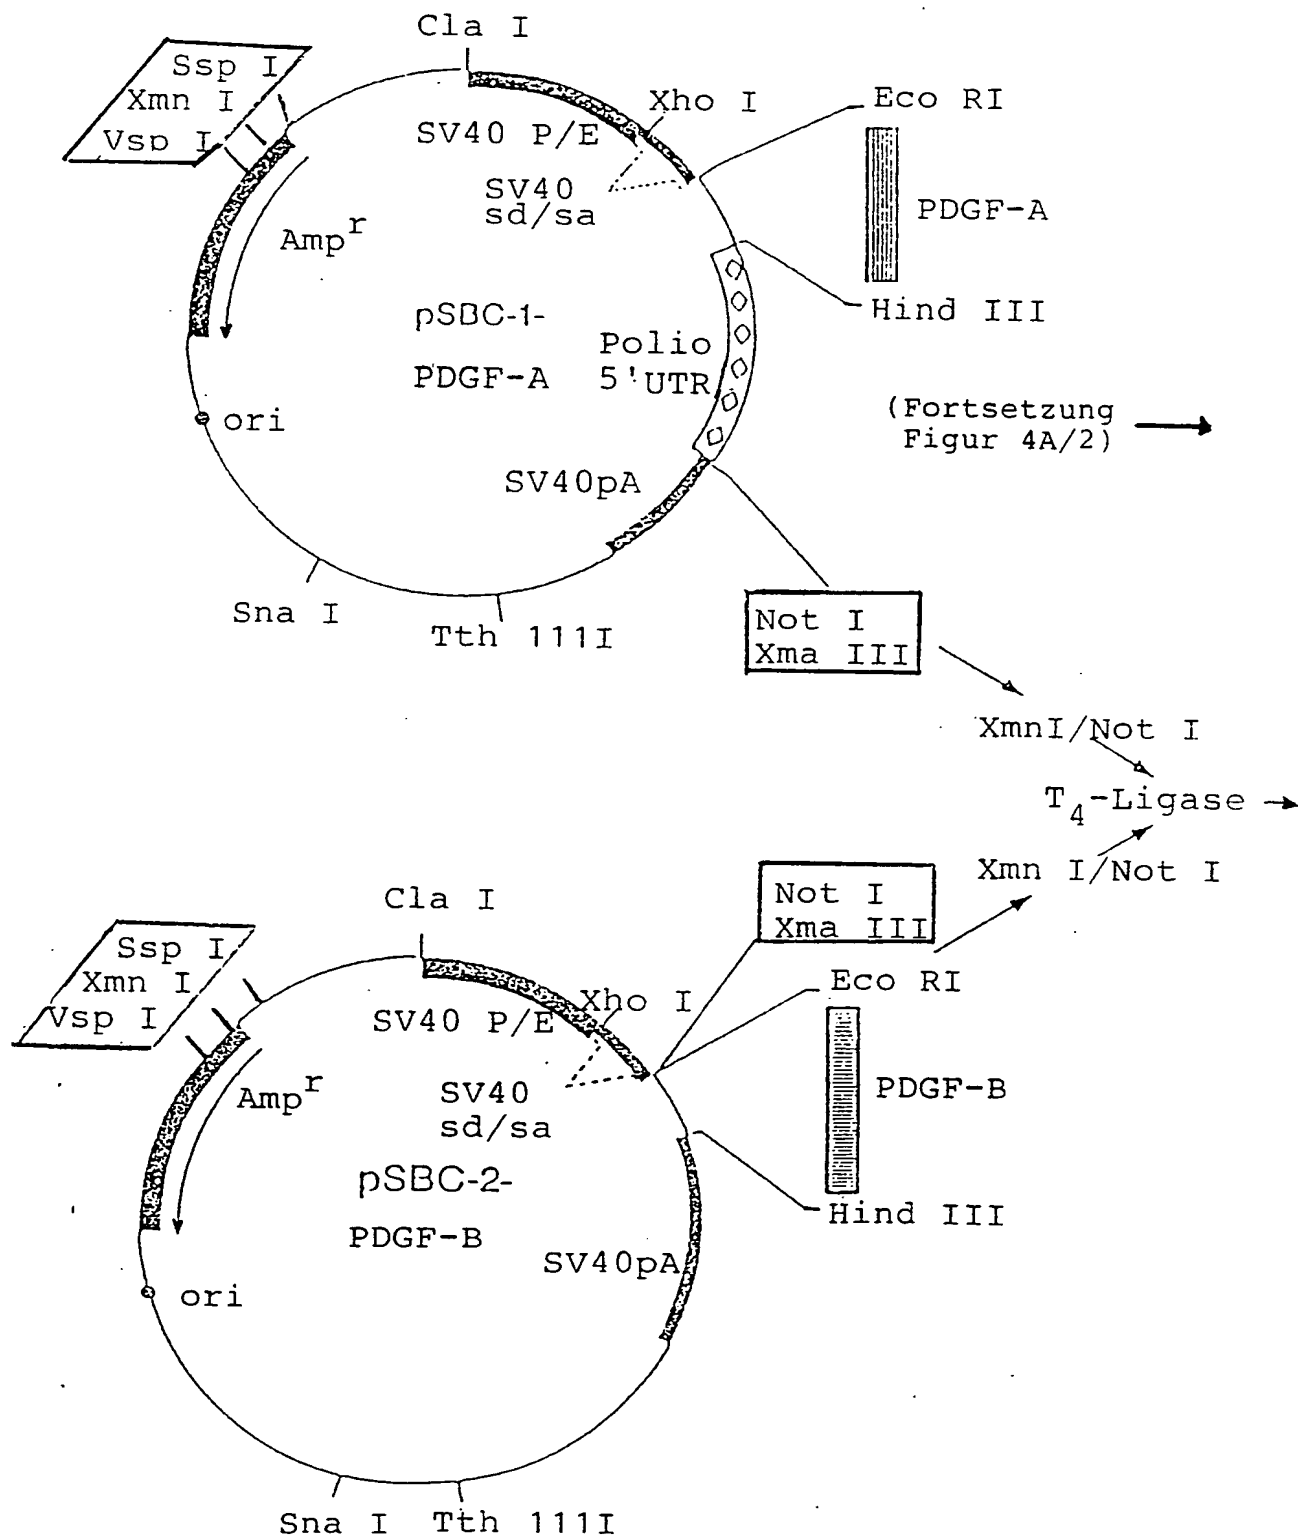 Cla I
Ssp I
Xmn I
Vsp I
Xho I
Eco RI
SV40 P/E
SV40
sd/sa
PDGF-A
Amp^r
Hind III
pSBC-1-
PDGF-A
Polio
5'UTR
(Fortsetzung
Figur 4A/2)
ori
SV40pA
Sna I
Tth 111I
Not I
Xma III
XmnI/Not I
T4-Ligase
Xmn I/Not I
Not I
Xma III
Cla I
Ssp I
Xmn I
Vsp I
Eco RI
Xho I
SV40 P/E
SV40
sd/sa
PDGF-B
Amp^r
pSBC-2-
PDGF-B
Hind III
SV40pA
ori
Sna I
Tth 111I